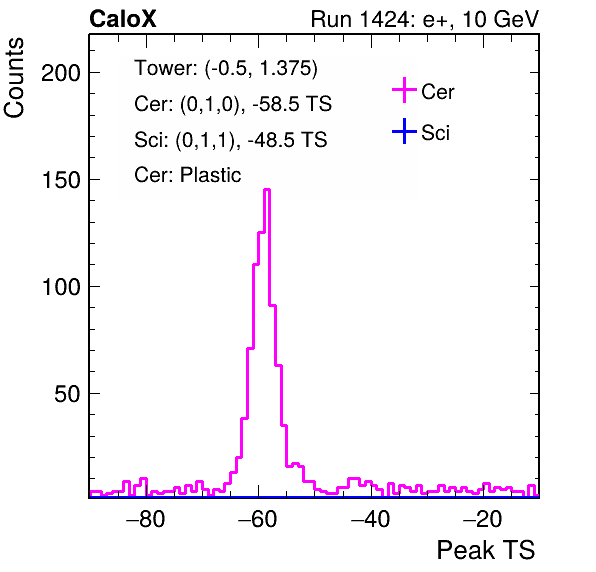 CaloX Run 1424: e+, 10 GeV
Counts
Tower: (-0.5, 1.375)
Cer: (0,1,0), -58.5 TS
Sci: (0,1,1), -48.5 TS
Cer: Plastic
Cer
Sci
200
150
100
50
−80 −60 −40 −20
Peak TS